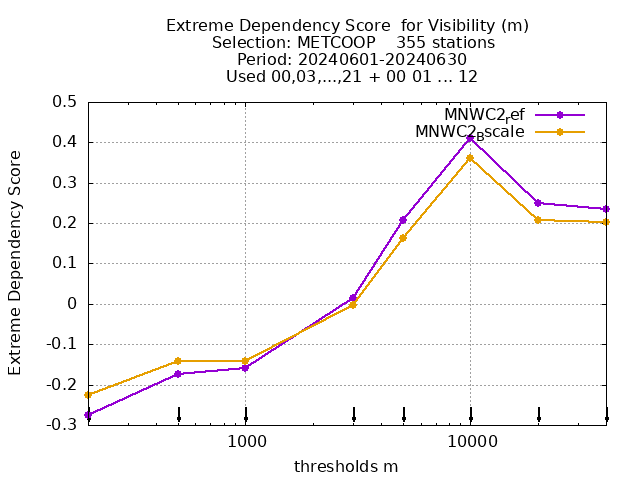 Extreme Dependency Score  for Visibility (m)
Selection: METCOOP    355 stations
Period: 20240601-20240630
Used 00,03,...,21 + 00 01 ... 12
MNWC2ref
MNWC2Bscale
0.5
0.4
0.3
0.2
0.1
0
-0.1
-0.2
-0.3
Extreme Dependency Score
1000
10000
thresholds m